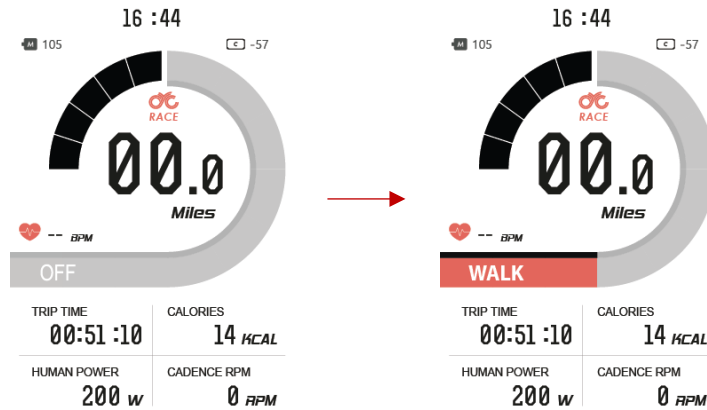 16 :44
M 105
C -57
RACE
00.0
Miles
-- BPM
OFF
TRIP TIME
CALORIES
00:51 :10
14 KCAL
HUMAN POWER
CADENCE RPM
200 W
0 RPM
16 :44
M 105
C -57
RACE
00.0
Miles
-- BPM
WALK
TRIP TIME
CALORIES
00:51 :10
14 KCAL
HUMAN POWER
CADENCE RPM
200 W
0 RPM